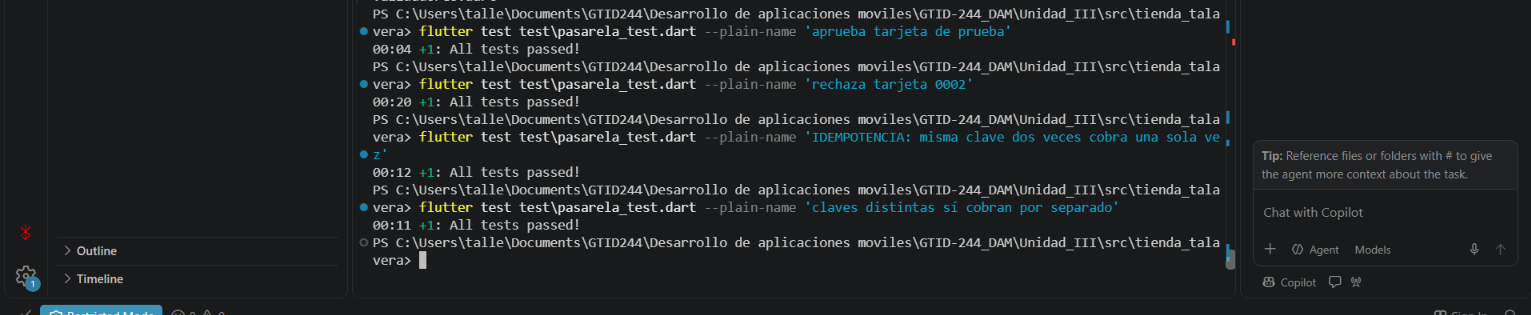 PS C:\Users\talle\Documents\GTID244\Desarrollo de aplicaciones moviles\GTID-244_DAM\Unidad_III\src\tienda_tala
vera> flutter test test\pasarela_test.dart --plain-name 'aprueba tarjeta de prueba'
00:04 +1: All tests passed!
PS C:\Users\talle\Documents\GTID244\Desarrollo de aplicaciones moviles\GTID-244_DAM\Unidad_III\src\tienda_tala
vera> flutter test test\pasarela_test.dart --plain-name 'rechaza tarjeta 0002'
00:20 +1: All tests passed!
PS C:\Users\talle\Documents\GTID244\Desarrollo de aplicaciones moviles\GTID-244_DAM\Unidad_III\src\tienda_tala
vera> flutter test test\pasarela_test.dart --plain-name 'IDEMPOTENCIA: misma clave dos veces cobra una sola ve
z'
00:12 +1: All tests passed!
PS C:\Users\talle\Documents\GTID244\Desarrollo de aplicaciones moviles\GTID-244_DAM\Unidad_III\src\tienda_tala
vera> flutter test test\pasarela_test.dart --plain-name 'claves distintas sí cobran por separado'
00:11 +1: All tests passed!
PS C:\Users\talle\Documents\GTID244\Desarrollo de aplicaciones moviles\GTID-244_DAM\Unidad_III\src\tienda_tala
vera>
Outline
Timeline
1
Tip: Reference files or folders with # to give
the agent more context about the task.
Chat with Copilot
Agent Models
Copilot
Restricted Mode
Sign In